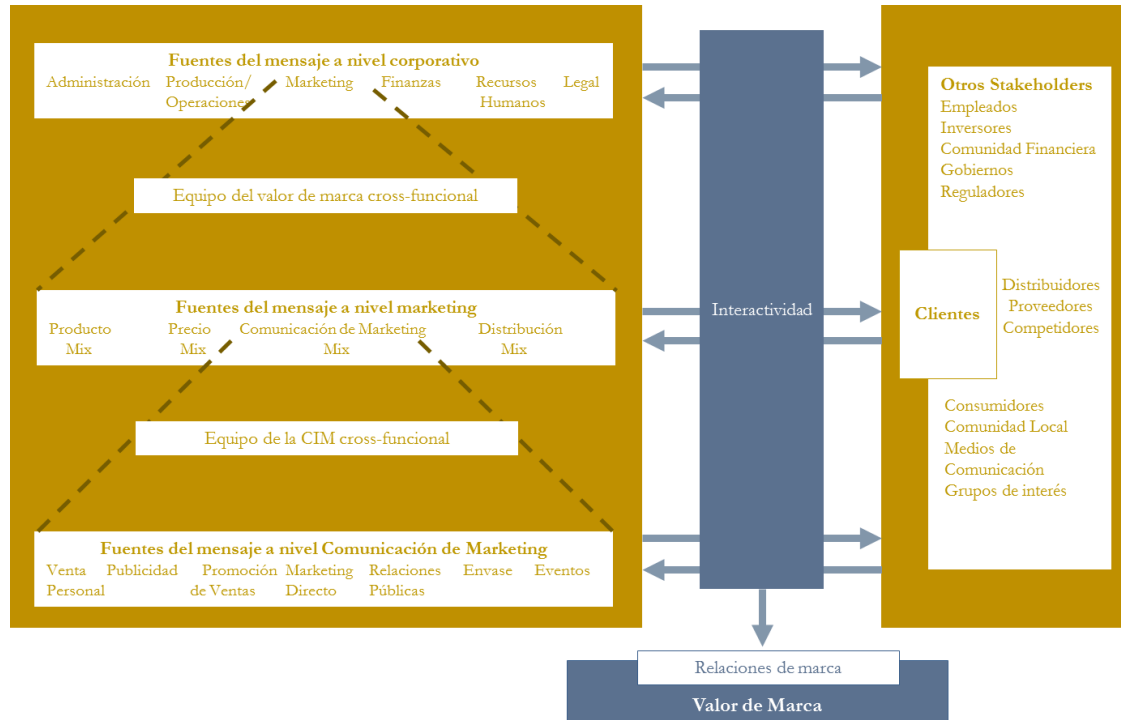 Fuentes del mensaje a nivel corporativo
Administración Producción/ Marketing Finanzas Recursos Legal
Operaciones Humanos
Equipo del valor de marca cross-funcional
Fuentes del mensaje a nivel marketing
Producto Precio Comunicación de Marketing Distribución
Mix Mix Mix Mix
Equipo de la CIM cross-funcional
Fuentes del mensaje a nivel Comunicación de Marketing
Venta Publicidad Promoción Marketing Relaciones Envase Eventos
Personal de Ventas Directo Públicas
Interactividad
Otros Stakeholders
Empleados
Inversores
Comunidad Financiera
Gobiernos
Reguladores
Clientes
Distribuidores
Proveedores
Competidores
Consumidores
Comunidad Local
Medios de
Comunicación
Grupos de interés
Relaciones de marca
Valor de Marca